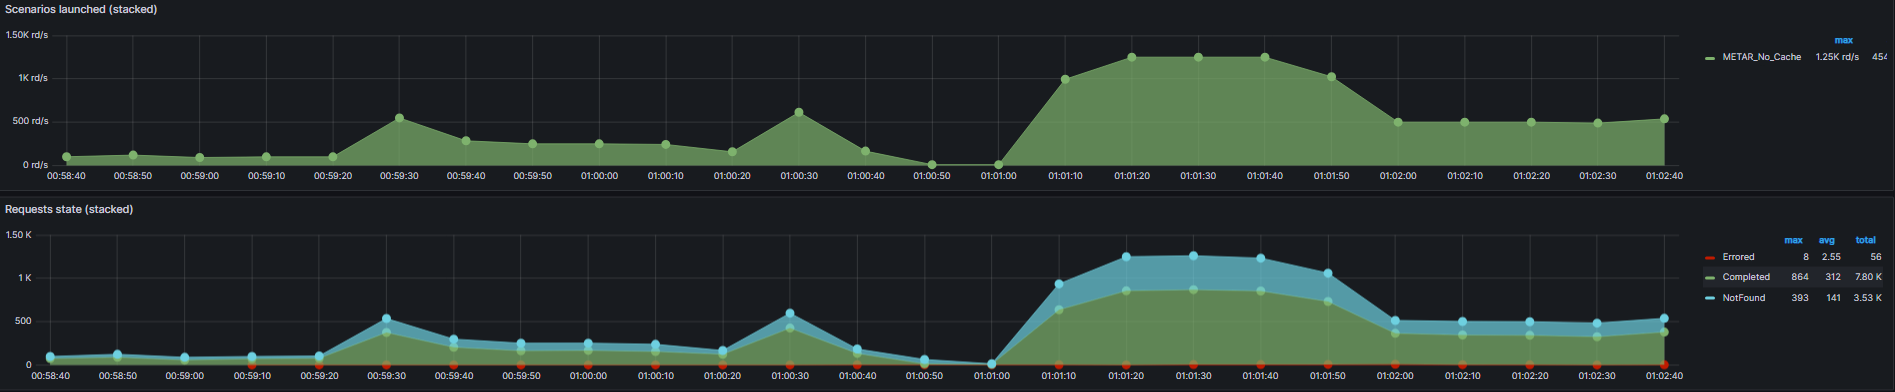 Scenarios launched (stacked)
1.50K rd/s
max
METAR_No_Cache 1.25K rd/s 454
1K rd/s
500 rd/s
0 rd/s
00:58:40 00:58:50 00:59:00 00:59:10 00:59:20 00:59:30 00:59:40 00:59:50 01:00:00 01:00:10 01:00:20 01:00:30 01:00:40 01:00:50 01:01:00 01:01:10 01:01:20 01:01:30 01:01:40 01:01:50 01:02:00 01:02:10 01:02:20 01:02:30 01:02:40
Requests state (stacked)
1.50 K
max avg total
Errored 8 2.55 56
1 K
Completed 864 312 7.80 K
NotFound 393 141 3.53 K
500
0
00:58:40 00:58:50 00:59:00 00:59:10 00:59:20 00:59:30 00:59:40 00:59:50 01:00:00 01:00:10 01:00:20 01:00:30 01:00:40 01:00:50 01:01:00 01:01:10 01:01:20 01:01:30 01:01:40 01:01:50 01:02:00 01:02:10 01:02:20 01:02:30 01:02:40